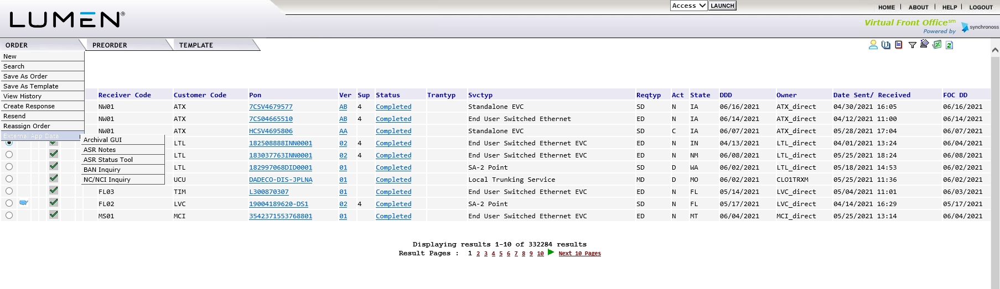 Access LAUNCH
HOME | ABOUT | HELP | LOGOUT
LUMEN®
Virtual Front Office sm
Powered by synchronoss
ORDER PREORDER TEMPLATE
New
Search
Save As Order
Save As Template
View History
Create Response
Resend
Reassign Order
External App Data
Archival GUI
ASR Notes
ASR Status Tool
BAN Inquiry
NC/NCI Inquiry
Receiver Code Customer Code Pon Ver Sup Status Trantyp Svctyp Reqtyp Act State DDD Owner Date Sent/ Received FOC DD
NW01 ATX 7CSV4679577 AB 4 Completed Standalone EVC SD N IA 06/16/2021 ATX_direct 04/30/2021 16:05 06/16/2021
NW01 ATX 7CS04665510 AB 4 Completed End User Switched Ethernet ED N IA 06/14/2021 ATX_direct 04/12/2021 11:00 06/14/2021
NW01 ATX HCSV4695806 AA Completed Standalone EVC SD C IA 06/07/2021 ATX_direct 05/28/2021 17:04 06/07/2021
LTL 182508888INN0001 02 4 Completed End User Switched Ethernet EVC ED N IN 04/13/2021 LTL_direct 04/01/2021 13:24 06/04/2021
LTL 183037763INN0001 02 4 Completed End User Switched Ethernet EVC ED N NM 06/08/2021 LTL_direct 05/25/2021 18:24 06/08/2021
LTL 182997068DID0001 01 Completed SA-2 Point SD D WA 06/02/2021 LTL_direct 05/18/2021 14:53 06/02/2021
UCU DADECO-DIS-JPLNA 01 Completed Local Trunking Service MD D MO 06/02/2021 CLO1TRXM 05/25/2021 11:36 06/02/2021
FL03 TIM L300870307 01 Completed End User Switched Ethernet EVC ED N FL 05/14/2021 LVC_direct 05/04/2021 11:01 06/03/2021
FL02 LVC 19004189620-DS1 02 4 Completed SA-2 Point SD N FL 05/17/2021 LVC_direct 04/14/2021 16:29 05/17/2021
MS01 MCI 3542371553768801 01 Completed End User Switched Ethernet EVC ED N MT 06/04/2021 MCI_direct 05/25/2021 13:14 06/04/2021
Displaying results 1-10 of 332284 results
Result Pages : 1 2 3 4 5 6 7 8 9 10 Next 10 Pages